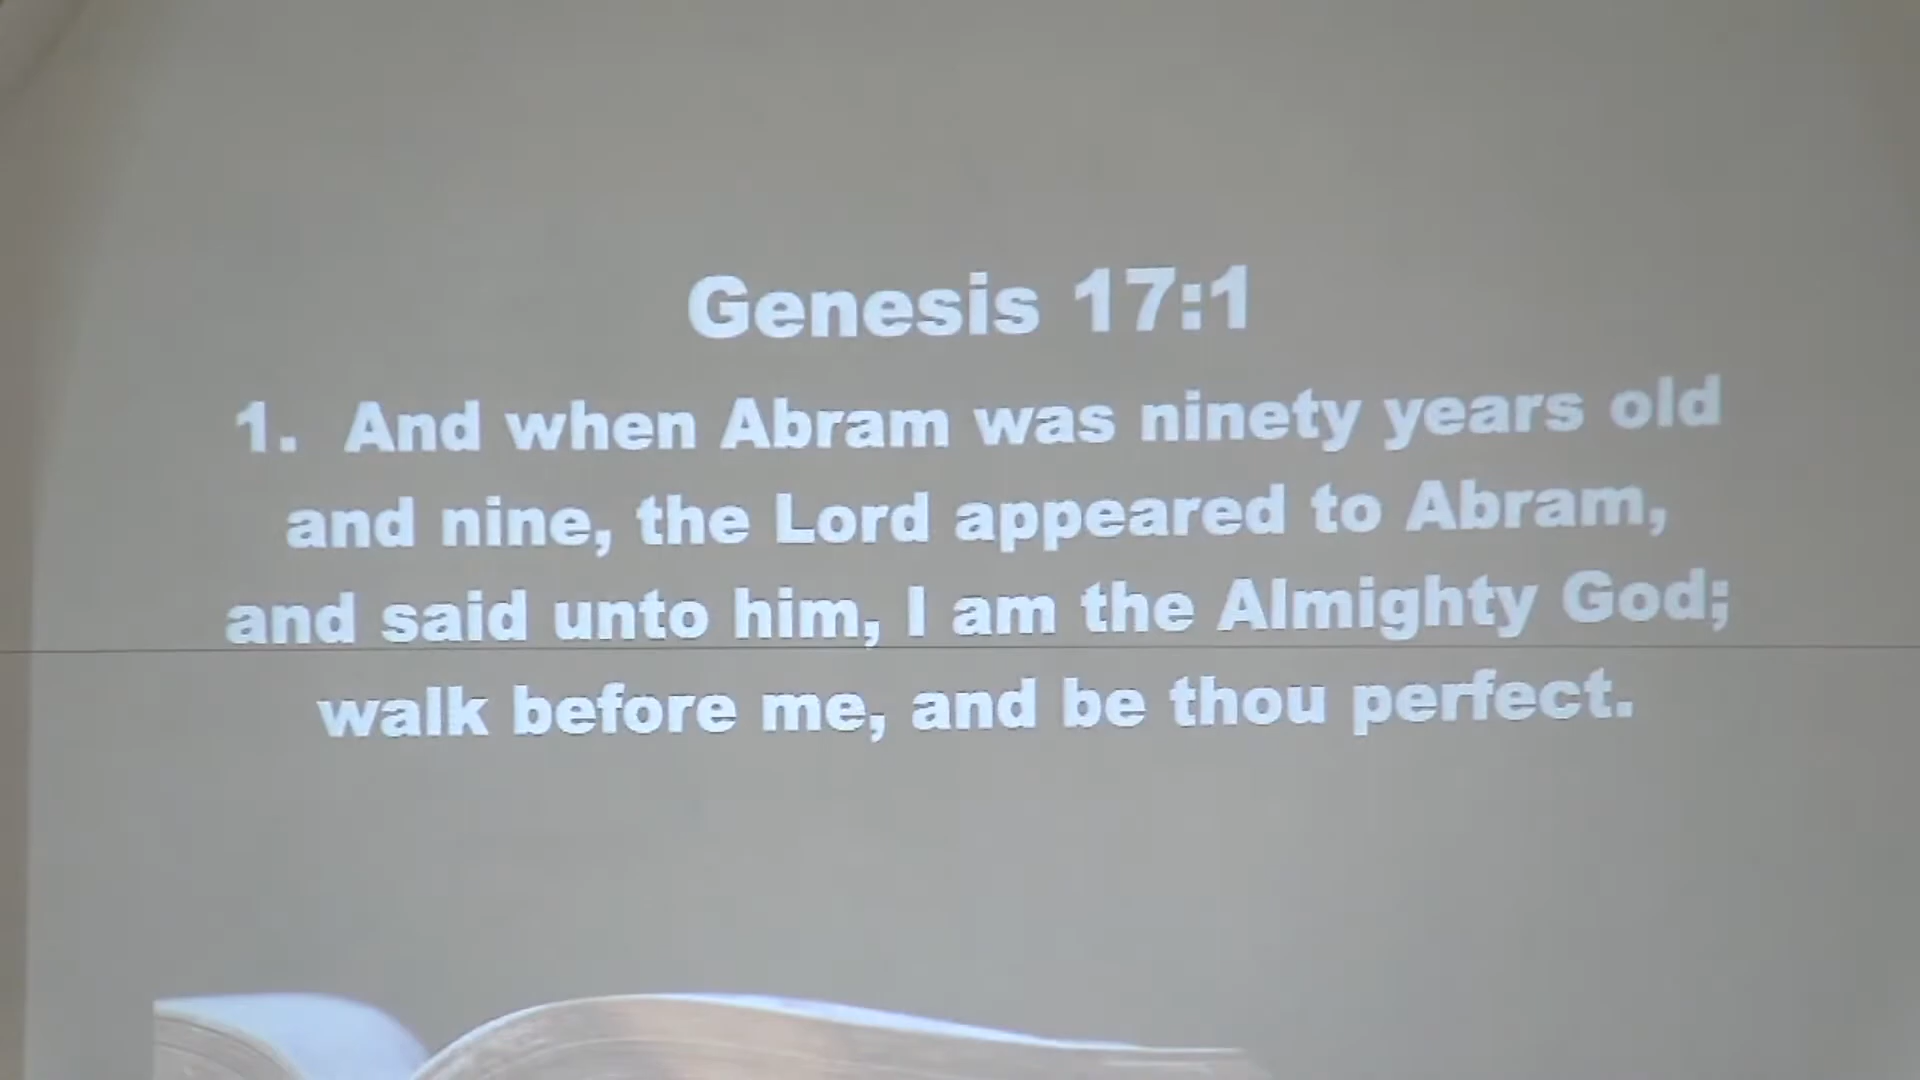 Genesis 17:1
1. And when Abram was ninety years old
and nine, the Lord appeared to Abram,
and said unto him, I am the Almighty God;
walk before me, and be thou perfect.